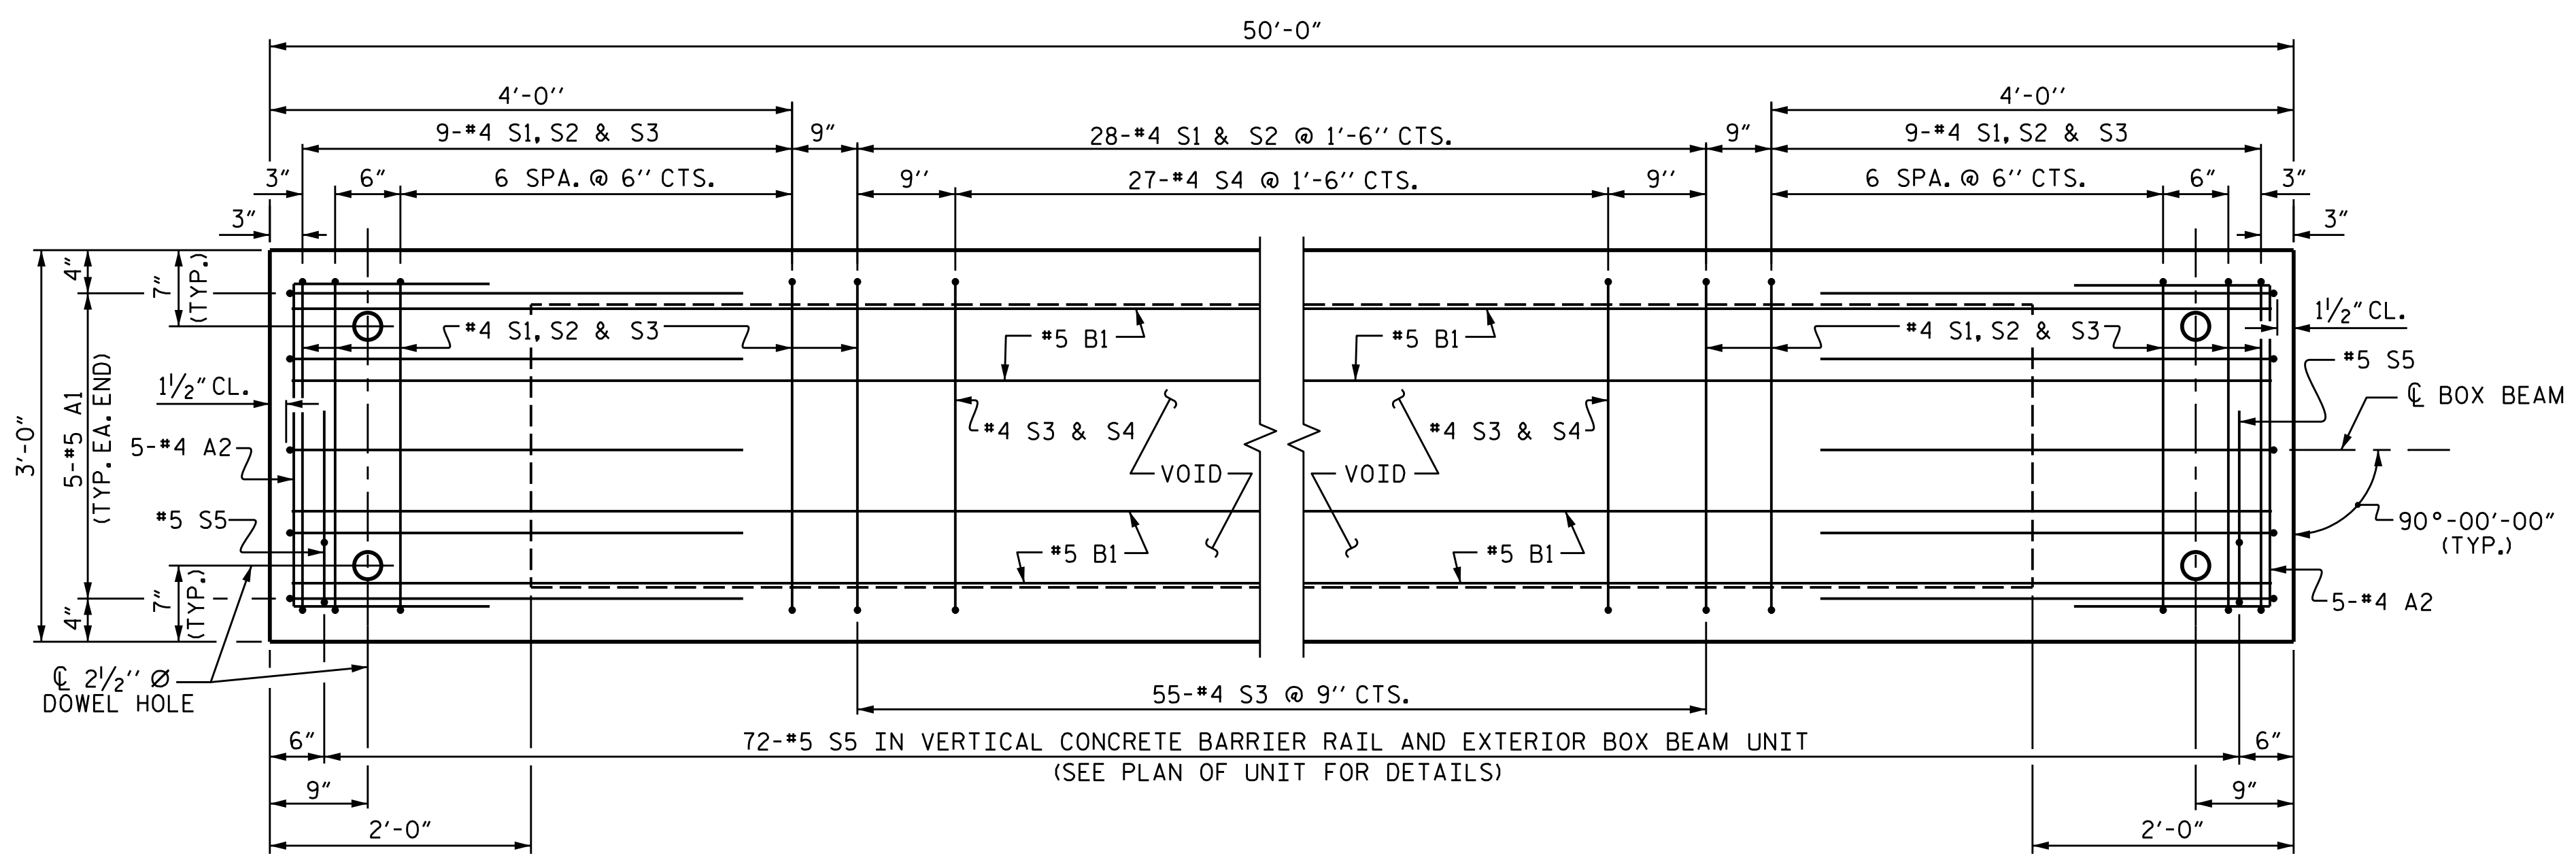 50'-0"
4'-0''
4'-0''
9-#4 S1, S2 & S3
9"
28-#4 S1 & S2 @ 1'-6'' CTS.
9"
9-#4 S1, S2 & S3
3"
6"
6 SPA. @ 6'' CTS.
9''
27-#4 S4 @ 1'-6'' CTS.
9''
6 SPA. @ 6'' CTS.
6"
3"
3"
3"
4"
7"
(TYP.)
#4 S1, S2 & S3
#5 B1
#5 B1
#4 S1, S2 & S3
1 1/2" CL.
#5 S5
℄ BOX BEAM
1 1/2" CL.
3'-0"
5-#5 A1
(TYP. EA. END)
5-#4 A2
#4 S3 & S4
#4 S3 & S4
VOID
VOID
#5 S5
#5 B1
#5 B1
90°-00'-00"
(TYP.)
4"
7"
(TYP.)
5-#4 A2
℄ 2 1/2'' Ø
DOWEL HOLE
55-#4 S3 @ 9'' CTS.
6"
72-#5 S5 IN VERTICAL CONCRETE BARRIER RAIL AND EXTERIOR BOX BEAM UNIT
6"
(SEE PLAN OF UNIT FOR DETAILS)
9"
9"
2'-0"
2'-0"